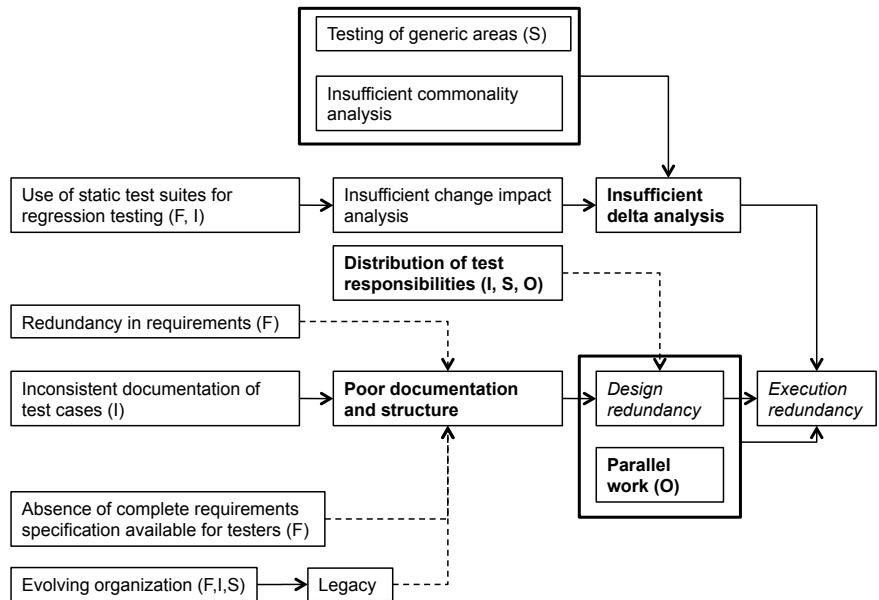 Testing of generic areas (S)
Insufficient commonality
analysis
Use of static test suites for
regression testing (F, I)
Insufficient change impact
analysis
Insufficient
delta analysis
Distribution of test
responsibilities (I, S, O)
Redundancy in requirements (F)
Inconsistent documentation of
test cases (I)
Poor documentation
and structure
Design
redundancy
Execution
redundancy
Parallel
work (O)
Absence of complete requirements
specification available for testers (F)
Evolving organization (F,I,S)
Legacy